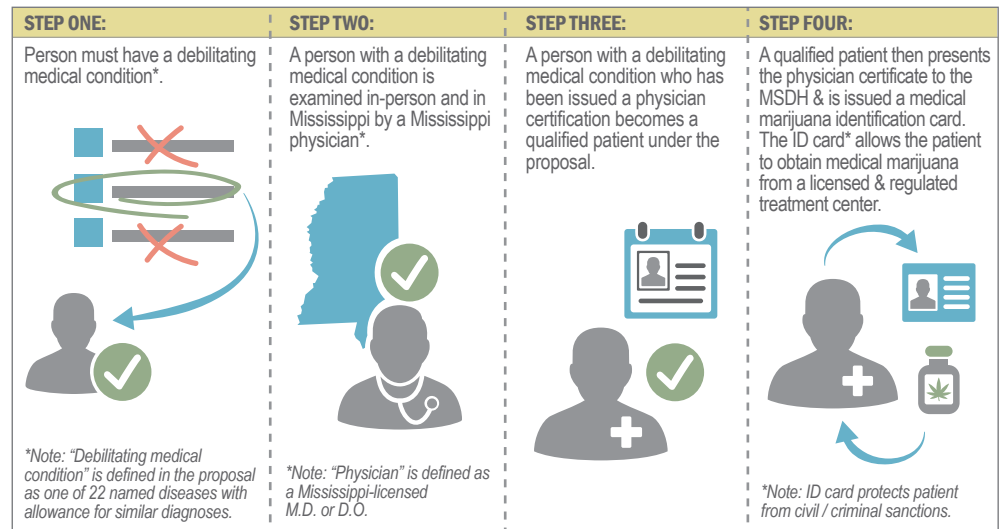 STEP ONE:
Person must have a debilitating
medical condition*.
*Note: “Debilitating medical
condition” is defined in the proposal
as one of 22 named diseases with
allowance for similar diagnoses.
STEP TWO:
A person with a debilitating
medical condition is
examined in-person and in
Mississippi by a Mississippi
physician*.
*Note: “Physician” is defined as
a Mississippi-licensed
M.D. or D.O.
STEP THREE:
A person with a debilitating
medical condition who has
been issued a physician
certification becomes a
qualified patient under the
proposal.
STEP FOUR:
A qualified patient then presents
the physician certificate to the
MSDH & is issued a medical
marijuana identification card.
The ID card* allows the patient
to obtain medical marijuana
from a licensed & regulated
treatment center.
*Note: ID card protects patient
from civil / criminal sanctions.